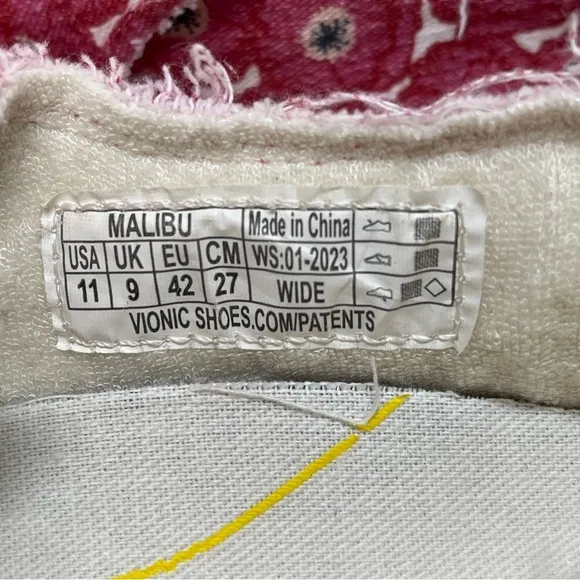 MALIBU Made in China
USA UK EU CM WS:01-2023
11 9 42 27 WIDE
VIONIC SHOES.COM/PATENTS